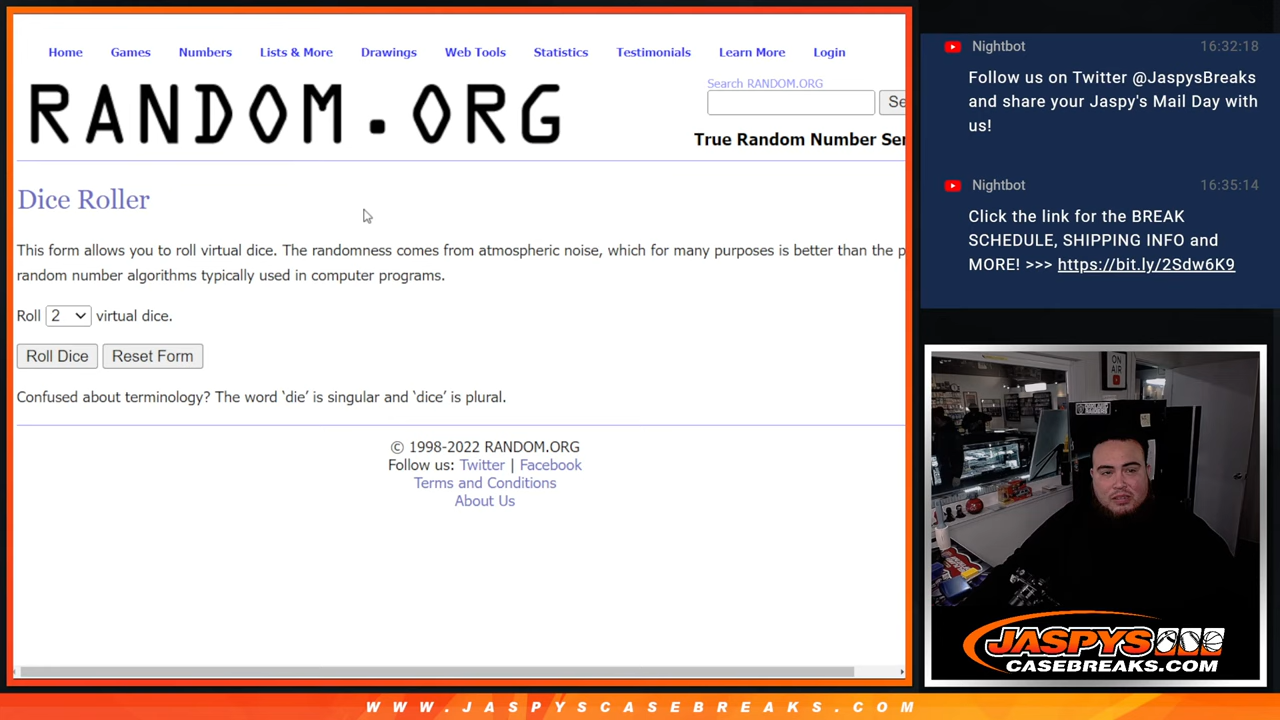 Home Games Numbers Lists & More Drawings Web Tools Statistics Testimonials Learn More Login
RANDOM.ORG
Search RANDOM.ORG
Se
True Random Number Ser
Dice Roller
This form allows you to roll virtual dice. The randomness comes from atmospheric noise, which for many purposes is better than the p
random number algorithms typically used in computer programs.
Roll 2 virtual dice.
Roll Dice Reset Form
Confused about terminology? The word ‘die’ is singular and ‘dice’ is plural.
© 1998-2022 RANDOM.ORG
Follow us: Twitter | Facebook
Terms and Conditions
About Us
Nightbot 16:32:18
Follow us on Twitter @JaspysBreaks
and share your Jaspy's Mail Day with
us!
Nightbot 16:35:14
Click the link for the BREAK
SCHEDULE, SHIPPING INFO and
MORE! >>> https://bit.ly/2Sdw6K9
ON
AIR
JASPYS
CASEBREAKS.COM
WWW.JASPYSCASEBREAKS.COM